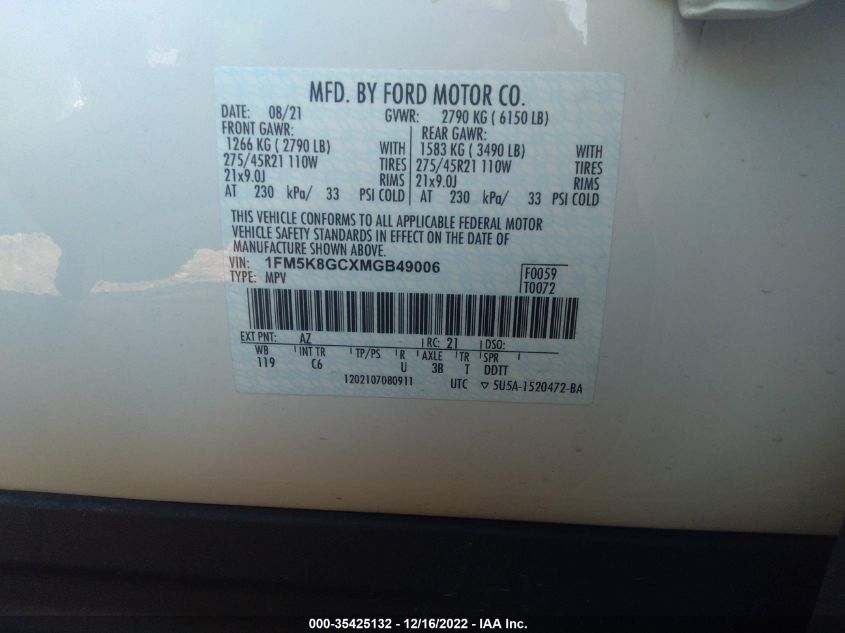 MFD. BY FORD MOTOR CO.
DATE: 08/21 GVWR: 2790 KG ( 6150 LB)
FRONT GAWR: REAR GAWR:
1266 KG ( 2790 LB) WITH 1583 KG ( 3490 LB) WITH
275/45R21 110W TIRES 275/45R21 110W TIRES
21x9.0J RIMS 21x9.0J RIMS
AT 230 kPa/ 33 PSI COLD AT 230 kPa/ 33 PSI COLD
THIS VEHICLE CONFORMS TO ALL APPLICABLE FEDERAL MOTOR
VEHICLE SAFETY STANDARDS IN EFFECT ON THE DATE OF
MANUFACTURE SHOWN ABOVE.
VIN: 1FM5K8GCXMGB49006 F0059
TYPE: MPV T0072
EXT PNT: AZ RC: 21 DSO:
WB INT TR TP/PS R AXLE TR SPR
119 C6 U 3B T DDTT
1202107080911 UTC ▽ 5U5A-1520472-BA
000-35425132 - 12/16/2022 - IAA Inc.